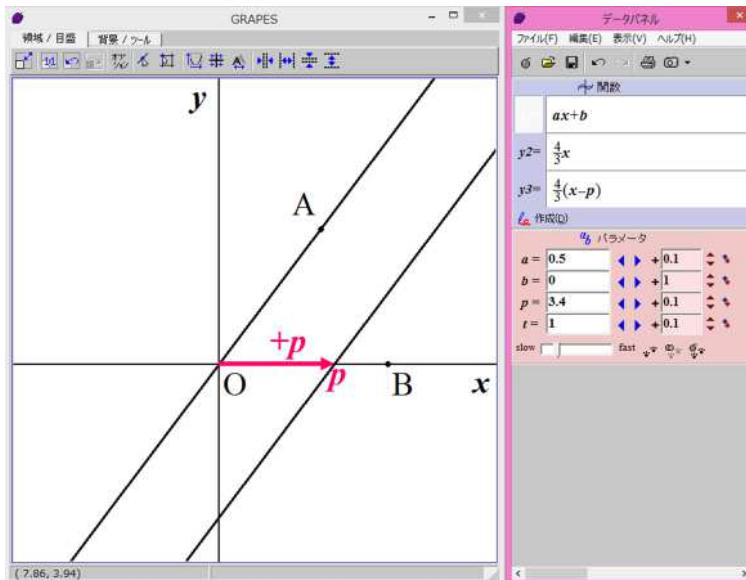 GRAPES
領域 / 目盛
背景 / ツール
y
A
+p
O
p
B
x
( 7.86, 3.94)
データパネル
ファイル(F) 編集(E) 表示(V) ヘルプ(H)
関数
ax+b
y2= 4/3x
y3= 4/3(x-p)
作成(D)
パラメータ
a = 0.5 +0.1
b = 0 +1
p = 3.4 +0.1
t = 1 +0.1
slow fast